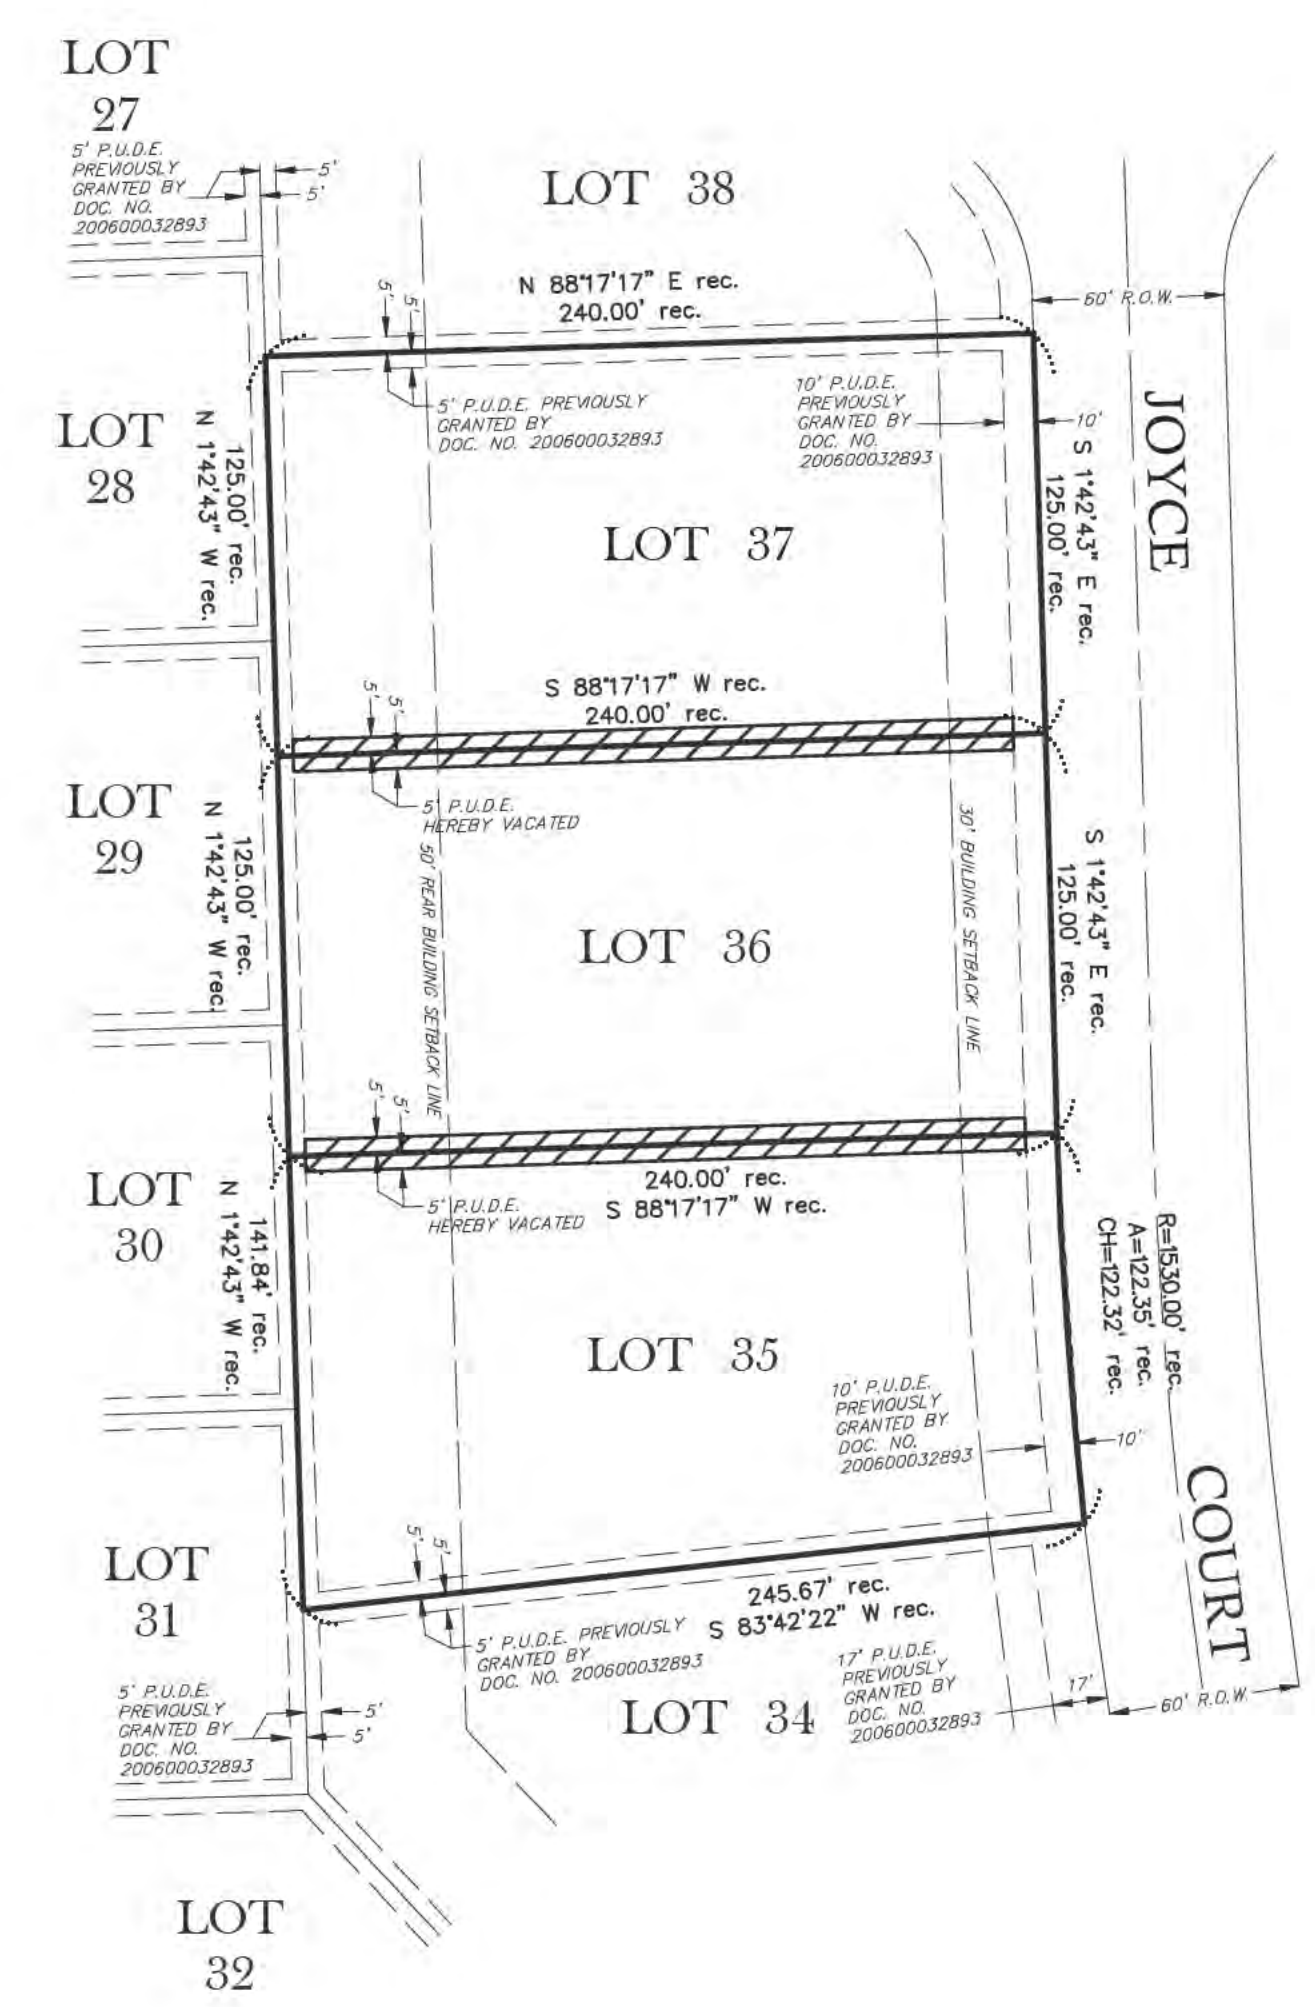 LOT
27
5' P.U.D.E.
PREVIOUSLY
GRANTED BY
DOC. NO.
200600032893
5'
5'
LOT 38
N 88°17'17" E rec.
240.00' rec.
5'
5'
60' R.O.W.
5' P.U.D.E. PREVIOUSLY
GRANTED BY
DOC. NO. 200600032893
10' P.U.D.E.
PREVIOUSLY
GRANTED BY
DOC. NO.
200600032893
10'
JOYCE
LOT
28
125.00' rec.
N 1°42'43" W rec.
LOT 37
S 1°42'43" E rec.
125.00' rec.
S 88°17'17" W rec.
240.00' rec.
5'
5'
5' P.U.D.E.
HEREBY VACATED
LOT
29
125.00' rec.
N 1°42'43" W rec.
50' REAR BUILDING SETBACK LINE
LOT 36
30' BUILDING SETBACK LINE
S 1°42'43" E rec.
125.00' rec.
5'
5'
240.00' rec.
S 88°17'17" W rec.
5' P.U.D.E.
HEREBY VACATED
LOT
30
141.84' rec.
N 1°42'43" W rec.
R=1530.00' rec.
A=122.35' rec.
CH=122.32' rec.
LOT 35
10' P.U.D.E.
PREVIOUSLY
GRANTED BY
DOC. NO.
200600032893
10'
COURT
LOT
31
5'
5'
245.67' rec.
S 83°42'22" W rec.
5' P.U.D.E. PREVIOUSLY
GRANTED BY
DOC. NO. 200600032893
17' P.U.D.E.
PREVIOUSLY
GRANTED BY
DOC. NO.
200600032893
17'
60' R.O.W.
LOT 34
5' P.U.D.E.
PREVIOUSLY
GRANTED BY
DOC. NO.
200600032893
5'
5'
LOT
32